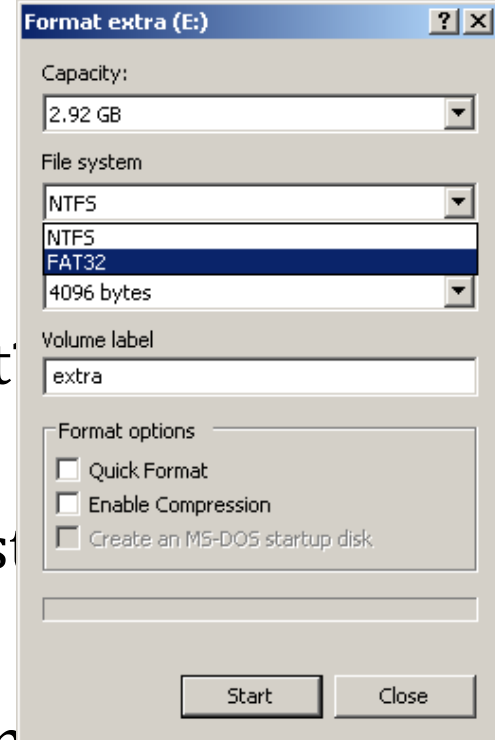 Format extra (E:)
Capacity:
2.92 GB
File system
NTFS
NTFS
FAT32
4096 bytes
Volume label
extra
Format options
Quick Format
Enable Compression
Create an MS-DOS startup disk
Start Close